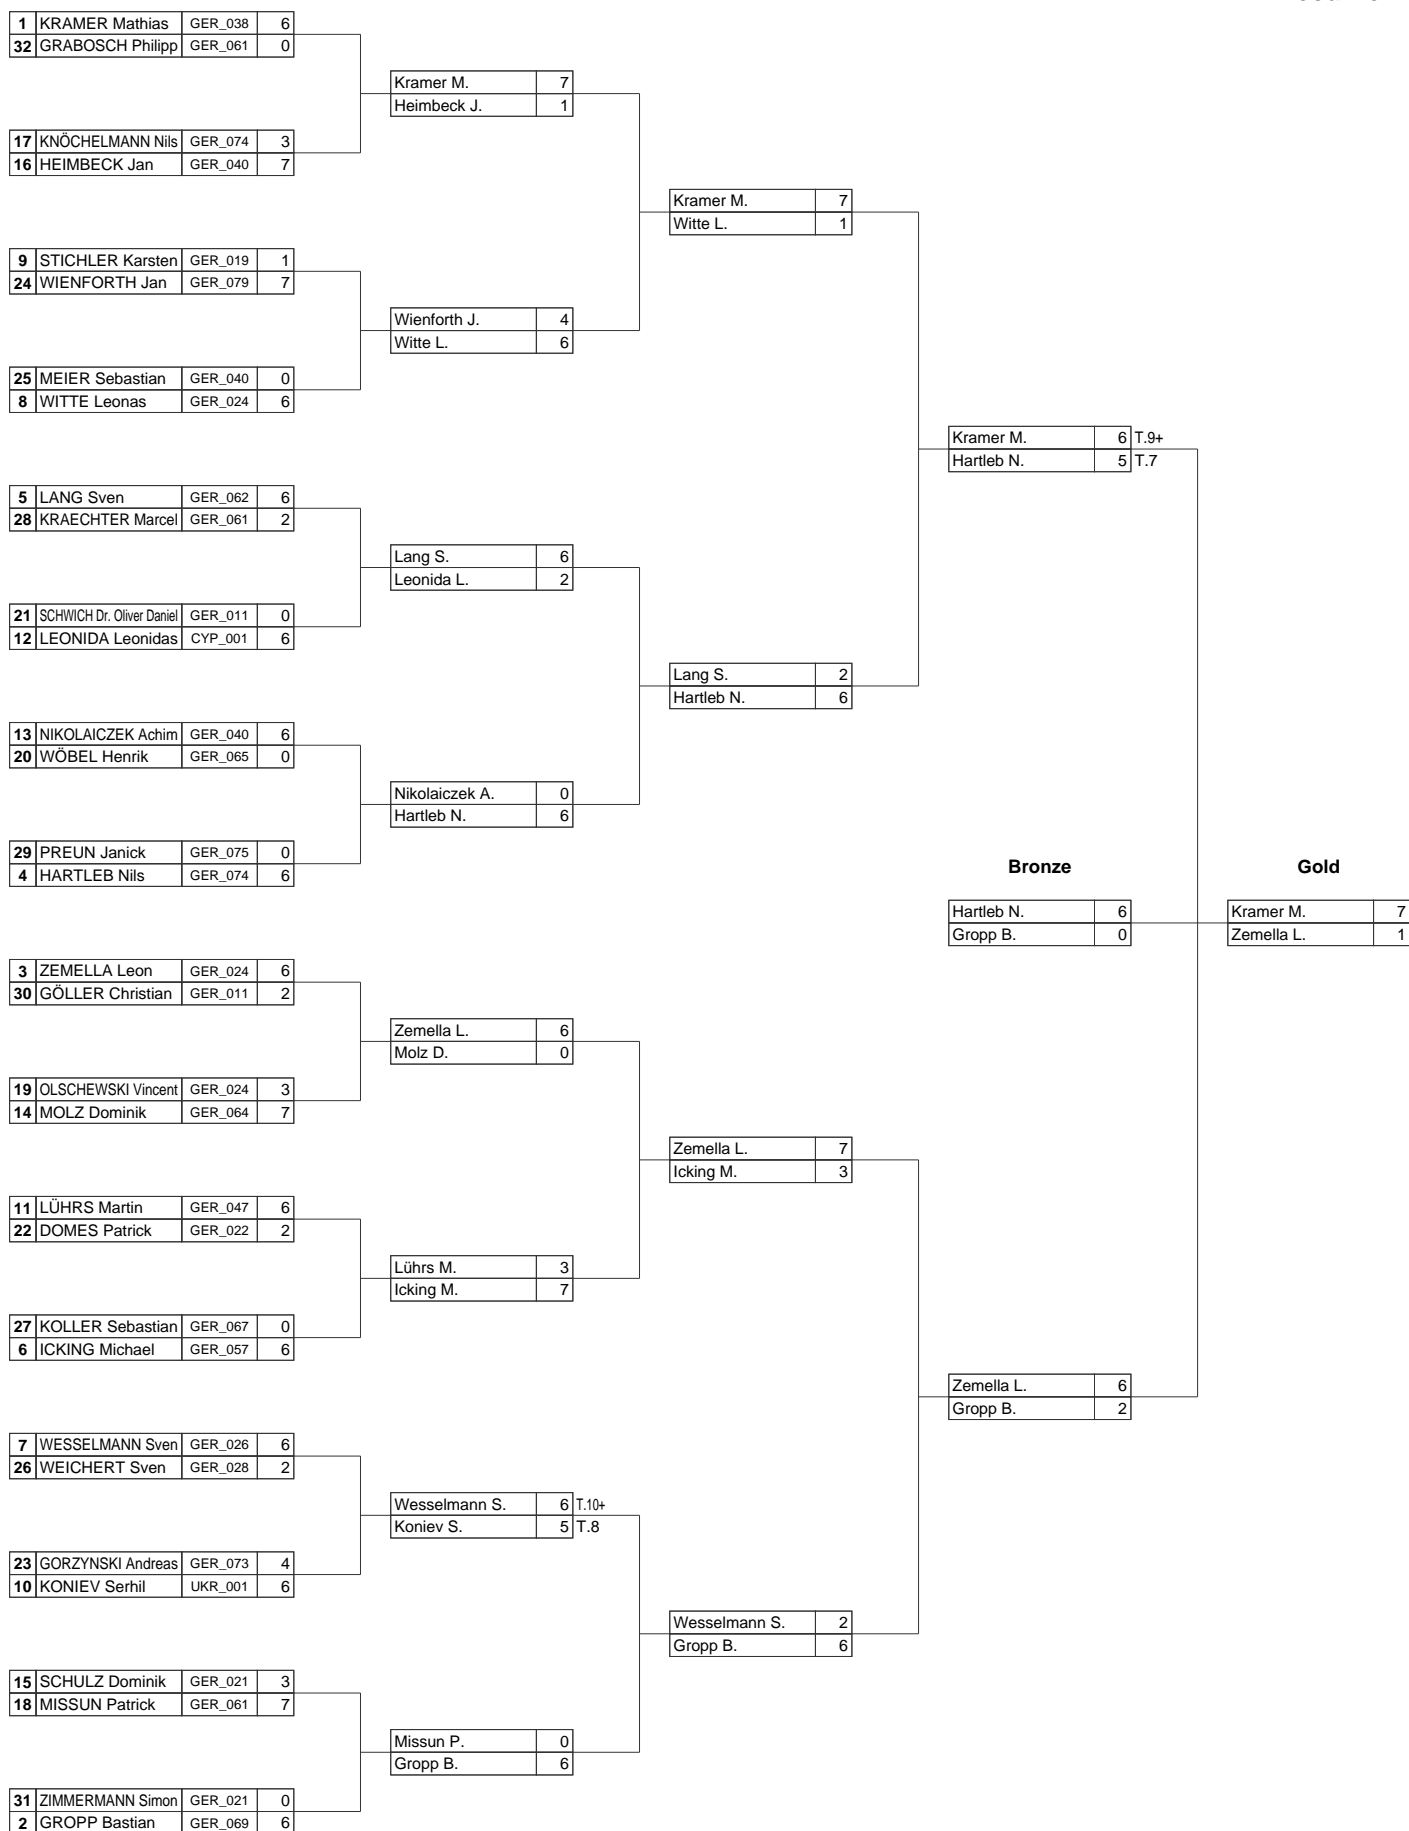 1 KRAMER Mathias GER_038 6
32 GRABOSCH Philipp GER_061 0
Kramer M. 7
Heimbeck J. 1
17 KNÖCHELMANN Nils GER_074 3
16 HEIMBECK Jan GER_040 7
Kramer M. 7
Witte L. 1
9 STICHLER Karsten GER_019 1
24 WIENFORTH Jan GER_079 7
Wienforth J. 4
Witte L. 6
25 MEIER Sebastian GER_040 0
8 WITTE Leonas GER_024 6
Kramer M. 6 T.9+
Hartleb N. 5 T.7
5 LANG Sven GER_062 6
28 KRAECHTER Marcel GER_061 2
Lang S. 6
Leonida L. 2
21 SCHWICH Dr. Oliver Daniel GER_011 0
12 LEONIDA Leonidas CYP_001 6
Lang S. 2
Hartleb N. 6
13 NIKOLAICZEK Achim GER_040 6
20 WÖBEL Henrik GER_065 0
Nikolaiczek A. 0
Hartleb N. 6
29 PREUN Janick GER_075 0
4 HARTLEB Nils GER_074 6
Bronze Gold
Hartleb N. 6 Kramer M. 7
Gropp B. 0 Zemella L. 1
3 ZEMELLA Leon GER_024 6
30 GÖLLER Christian GER_011 2
Zemella L. 6
Molz D. 0
19 OLSCHEWSKI Vincent GER_024 3
14 MOLZ Dominik GER_064 7
Zemella L. 7
Icking M. 3
11 LÜHRS Martin GER_047 6
22 DOMES Patrick GER_022 2
Lührs M. 3
Icking M. 7
27 KOLLER Sebastian GER_067 0
6 ICKING Michael GER_057 6
Zemella L. 6
Gropp B. 2
7 WESSELMANN Sven GER_026 6
26 WEICHERT Sven GER_028 2
Wesselmann S. 6 T.10+
Koniev S. 5 T.8
23 GORZYNSKI Andreas GER_073 4
10 KONIEV Serhil UKR_001 6
Wesselmann S. 2
Gropp B. 6
15 SCHULZ Dominik GER_021 3
18 MISSUN Patrick GER_061 7
Missun P. 0
Gropp B. 6
31 ZIMMERMANN Simon GER_021 0
2 GROPP Bastian GER_069 6